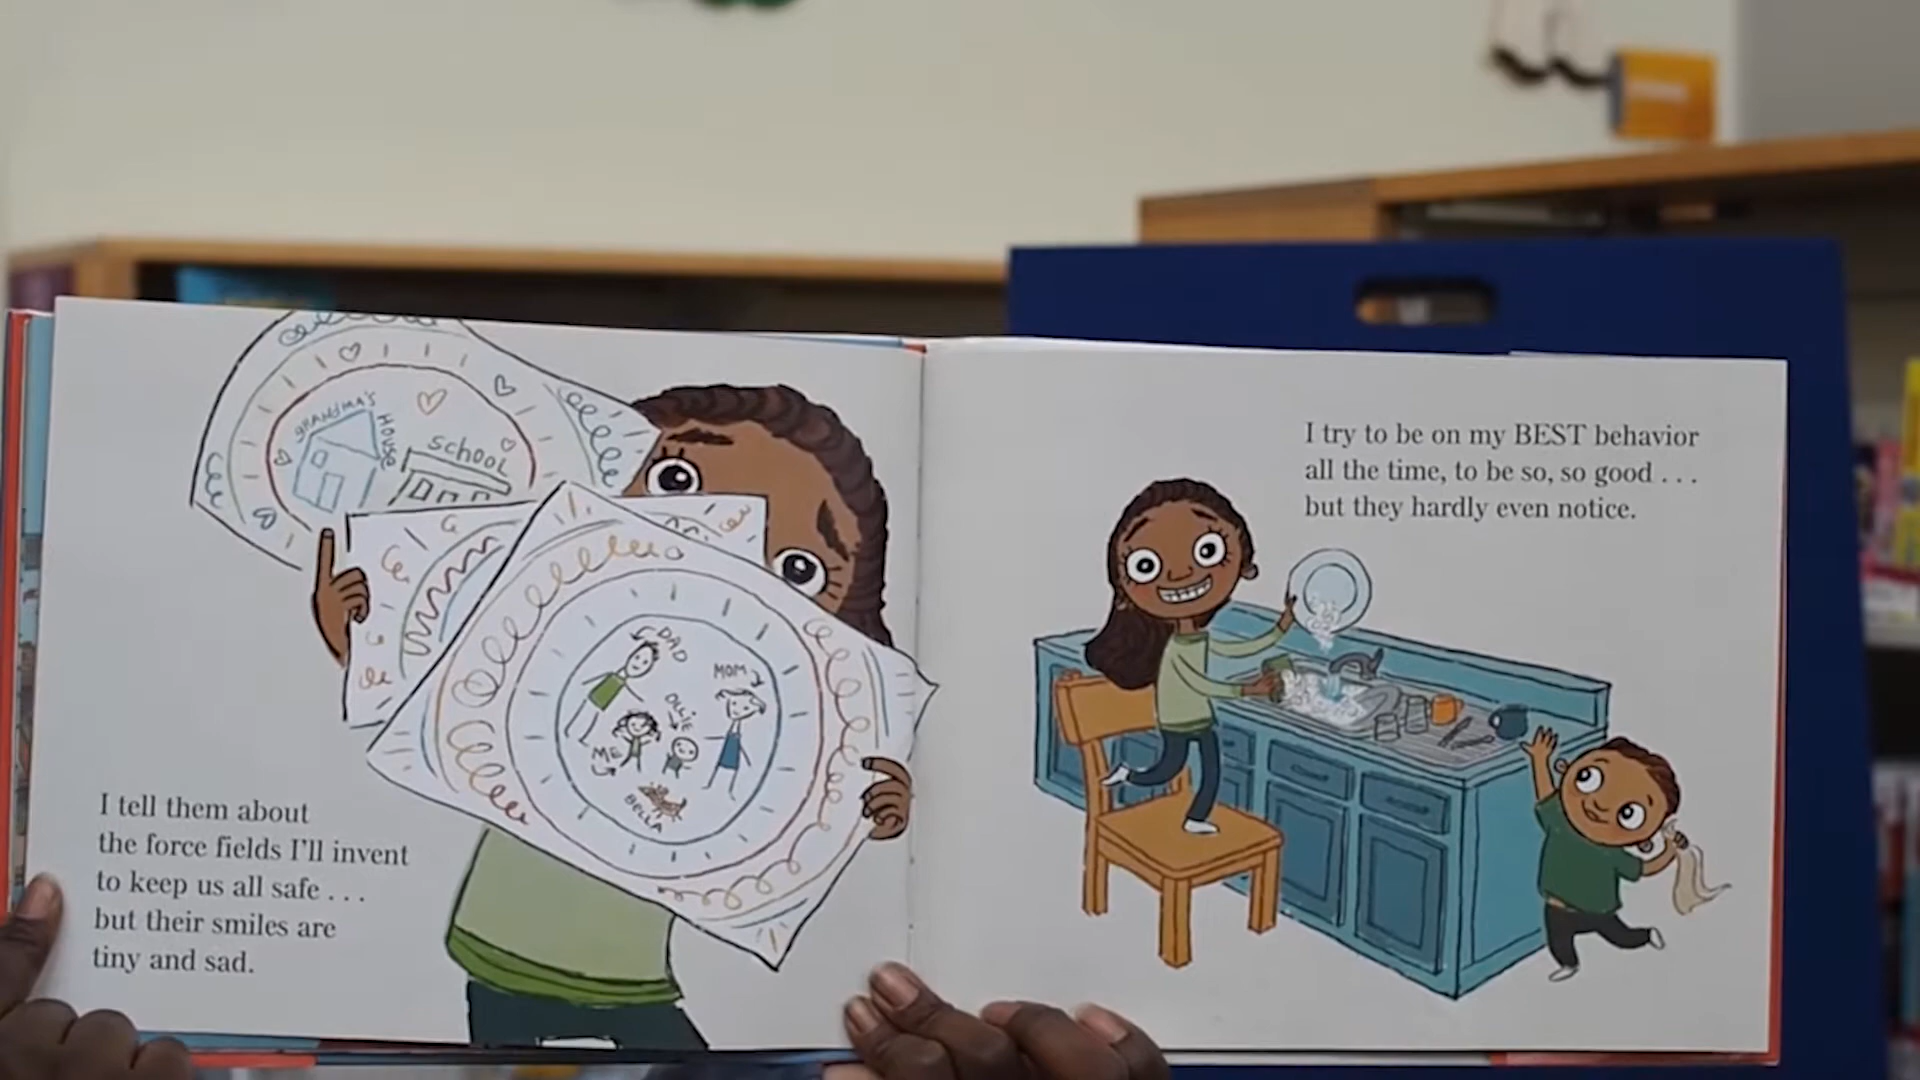 GRANDMA'S
HOUSE
SCHOOL
DAD
MOM
OLLIE
ME
BELLA
I tell them about
the force fields I'll invent
to keep us all safe . . .
but their smiles are
tiny and sad.
I try to be on my BEST behavior
all the time, to be so, so good . . .
but they hardly even notice.